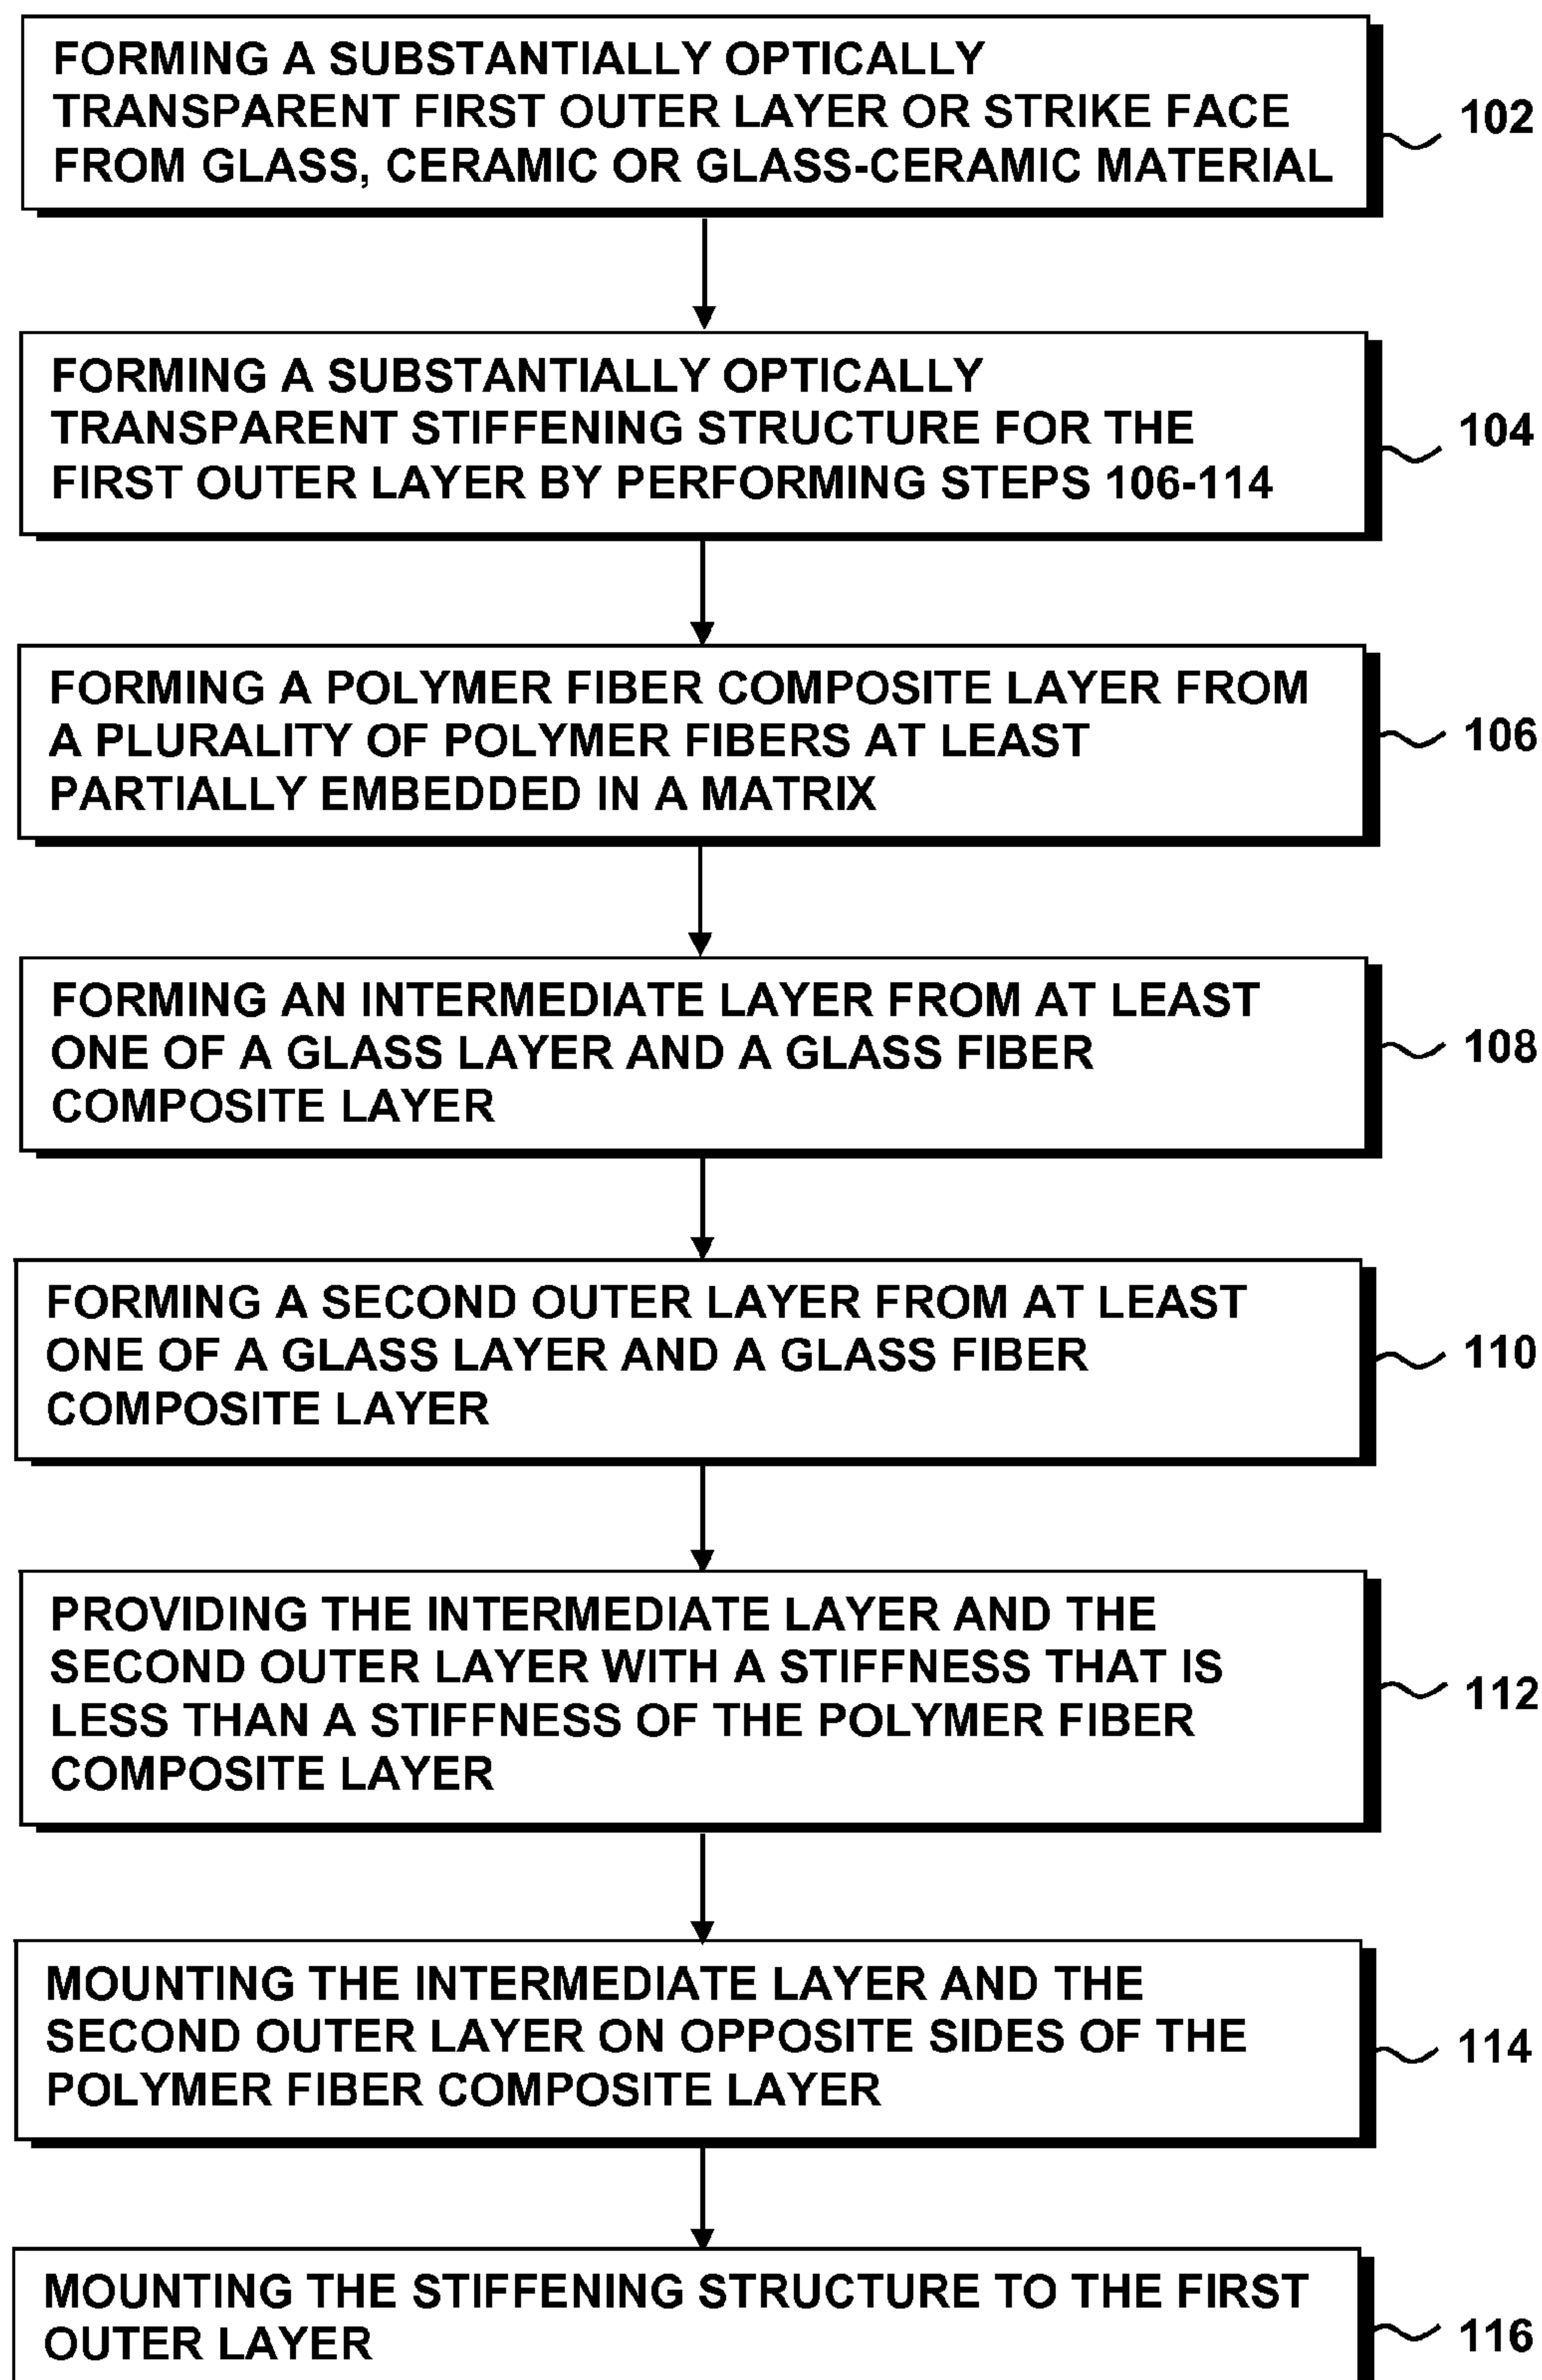 FORMING A SUBSTANTIALLY OPTICALLY
TRANSPARENT FIRST OUTER LAYER OR STRIKE FACE
FROM GLASS, CERAMIC OR GLASS-CERAMIC MATERIAL
102
FORMING A SUBSTANTIALLY OPTICALLY
TRANSPARENT STIFFENING STRUCTURE FOR THE
FIRST OUTER LAYER BY PERFORMING STEPS 106-114
104
FORMING A POLYMER FIBER COMPOSITE LAYER FROM
A PLURALITY OF POLYMER FIBERS AT LEAST
PARTIALLY EMBEDDED IN A MATRIX
106
FORMING AN INTERMEDIATE LAYER FROM AT LEAST
ONE OF A GLASS LAYER AND A GLASS FIBER
COMPOSITE LAYER
108
FORMING A SECOND OUTER LAYER FROM AT LEAST
ONE OF A GLASS LAYER AND A GLASS FIBER
COMPOSITE LAYER
110
PROVIDING THE INTERMEDIATE LAYER AND THE
SECOND OUTER LAYER WITH A STIFFNESS THAT IS
LESS THAN A STIFFNESS OF THE POLYMER FIBER
COMPOSITE LAYER
112
MOUNTING THE INTERMEDIATE LAYER AND THE
SECOND OUTER LAYER ON OPPOSITE SIDES OF THE
POLYMER FIBER COMPOSITE LAYER
114
MOUNTING THE STIFFENING STRUCTURE TO THE FIRST
OUTER LAYER
116